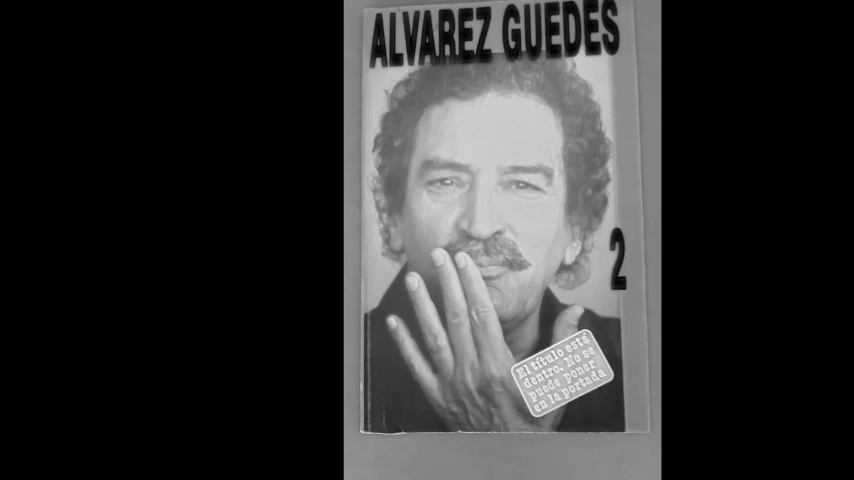 ALVAREZ GUEDES
2
El título está
dentro. No se
puede poner
en la portada